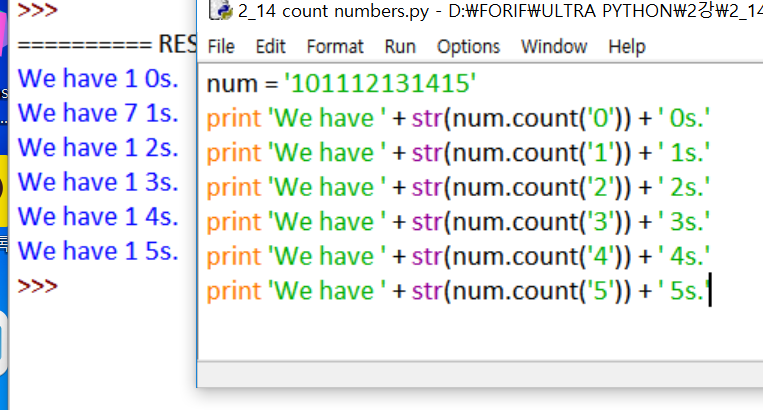 >>>
========== RES
We have 1 0s.
We have 7 1s.
We have 1 2s.
We have 1 3s.
We have 1 4s.
We have 1 5s.
>>>
2_14 count numbers.py - D:₩FORIF₩ULTRA PYTHON₩2강₩2_14
File Edit Format Run Options Window Help
num = '101112131415'
print 'We have ' + str(num.count('0')) + ' 0s.'
print 'We have ' + str(num.count('1')) + ' 1s.'
print 'We have ' + str(num.count('2')) + ' 2s.'
print 'We have ' + str(num.count('3')) + ' 3s.'
print 'We have ' + str(num.count('4')) + ' 4s.'
print 'We have ' + str(num.count('5')) + ' 5s.'